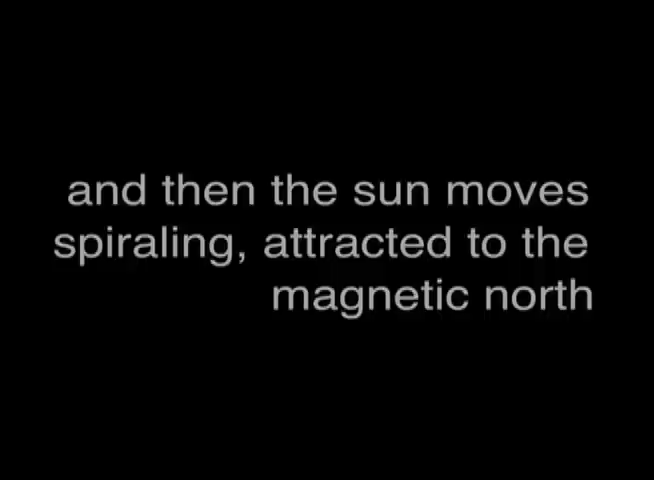 and then the sun moves
spiraling, attracted to the
magnetic north